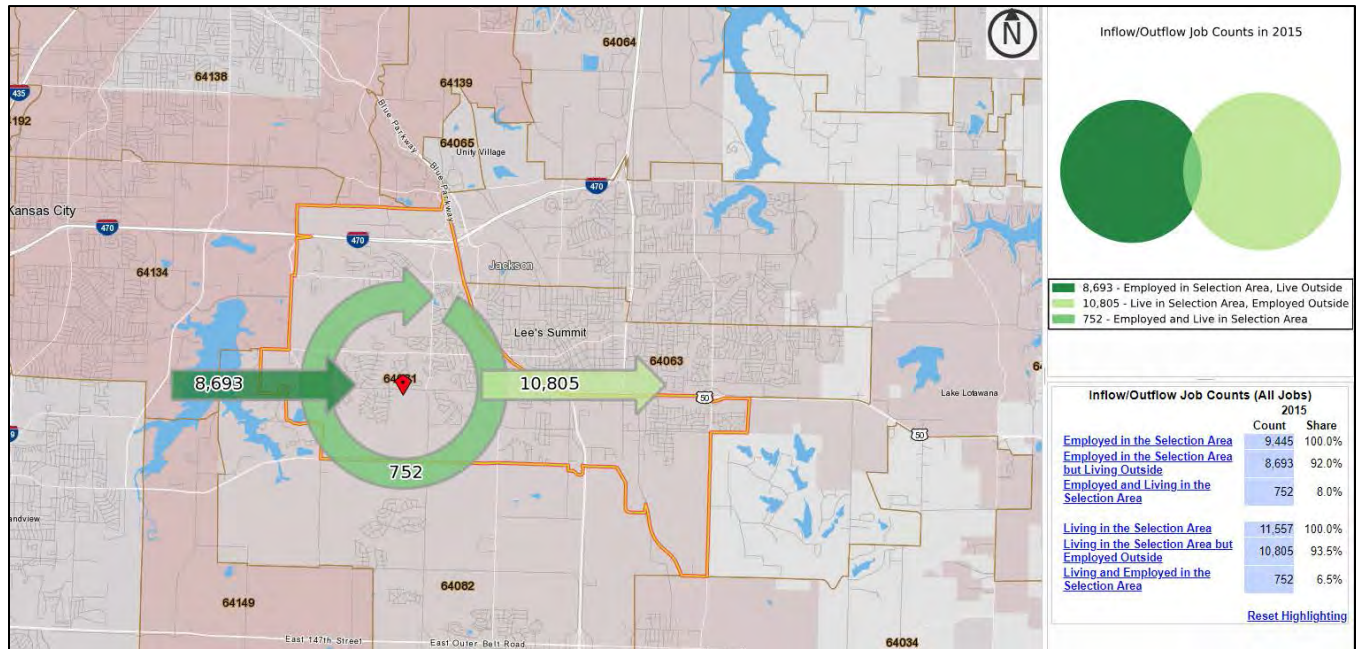 64064
64138
64139
435
64192
Blue Parkway
64065
Unity Village
Blue Parkway
470
Kansas City
470
470
64134
Jackson
Lee's Summit
64063
8,693
10,805
50
Lake Lotawana
50
752
64082
64149
East 147th Street
East Outer Belt Road
64034
N
Inflow/Outflow Job Counts in 2015
8,693 - Employed in Selection Area, Live Outside
10,805 - Live in Selection Area, Employed Outside
752 - Employed and Live in Selection Area
Inflow/Outflow Job Counts (All Jobs)
2015
Count Share
Employed in the Selection Area 9,445 100.0%
Employed in the Selection Area
but Living Outside 8,693 92.0%
Employed and Living in the
Selection Area 752 8.0%
Living in the Selection Area 11,557 100.0%
Living in the Selection Area but
Employed Outside 10,805 93.5%
Living and Employed in the
Selection Area 752 6.5%
Reset Highlighting